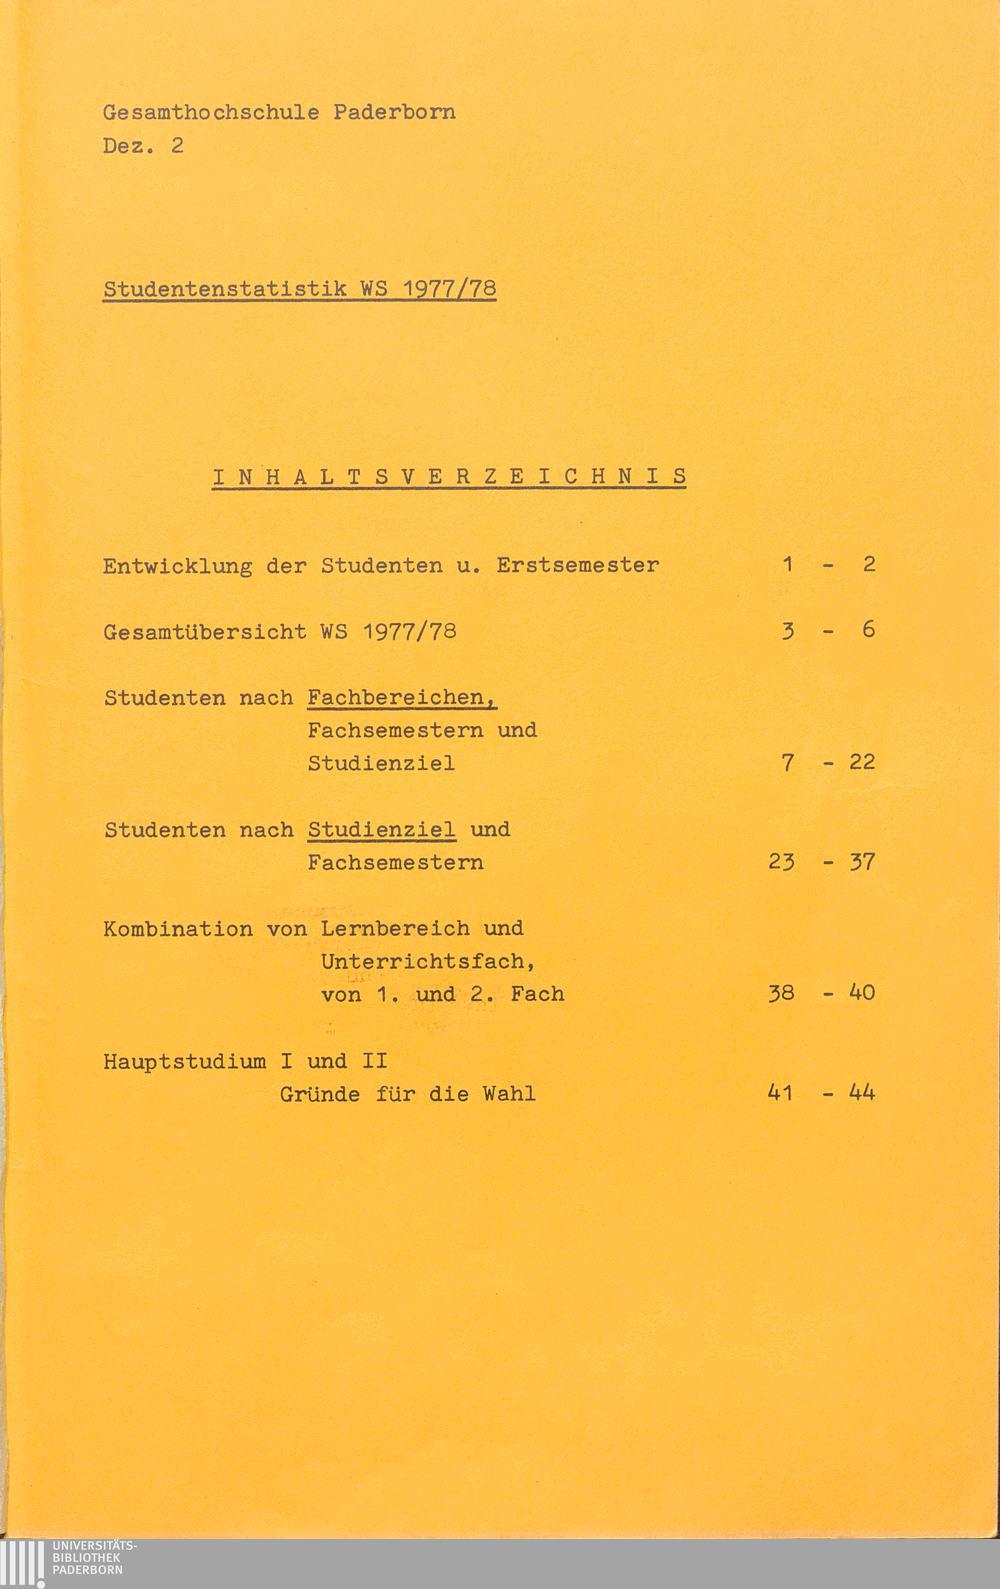 Gesamthochschule Paderborn
Dez. 2
Studentenstatistik WS 1977/78
I N H A L T S V E R Z E I C H N I S
Entwicklung der Studenten u. Erstsemester 1 - 2
Gesamtübersicht WS 1977/78 3 - 6
Studenten nach Fachbereichen,
Fachsemestern und
Studienziel 7 - 22
Studenten nach Studienziel und
Fachsemestern 23 - 37
Kombination von Lernbereich und
Unterrichtsfach,
von 1. und 2. Fach 38 - 40
Hauptstudium I und II
Gründe für die Wahl 41 - 44
UNIVERSITÄTS-
BIBLIOTHEK
PADERBORN